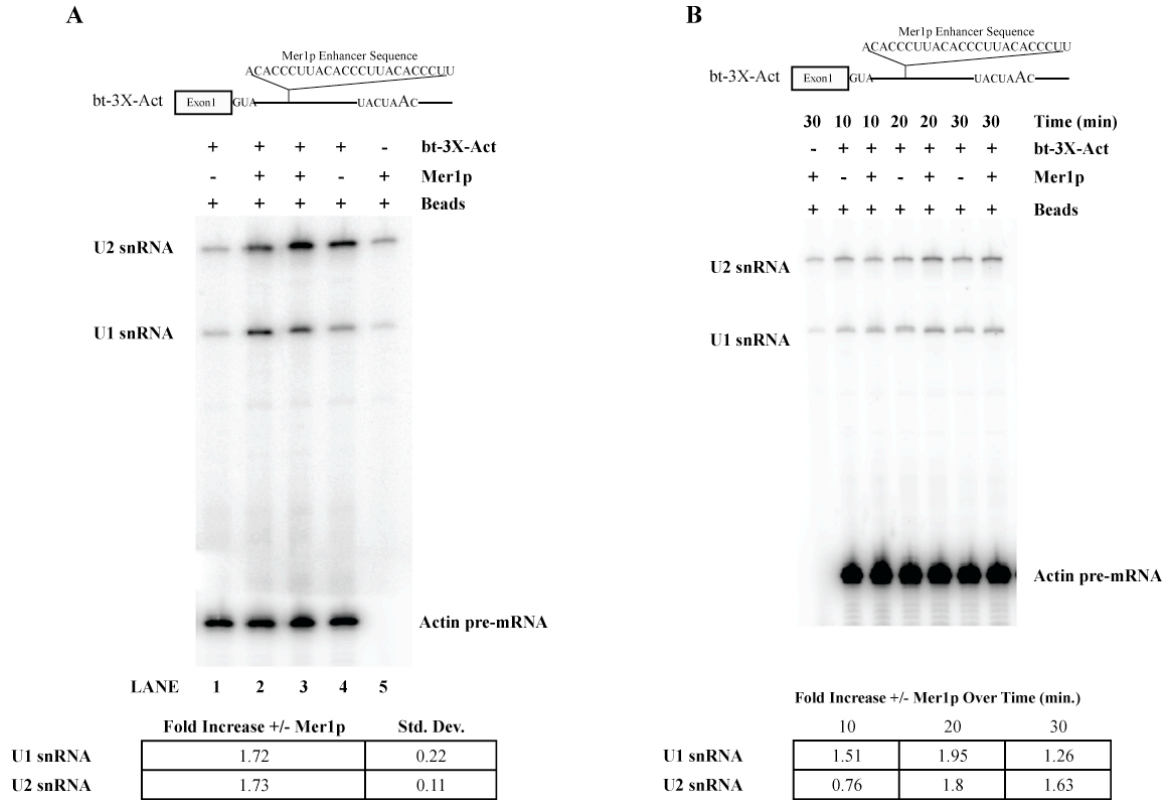 A
Mer1p Enhancer Sequence
ACACCCUUACACCCUUACACCCUU
bt-3X-Act Exon1 GUA UACUAAC
+ + + + - bt-3X-Act
- + + - + Mer1p
+ + + + + Beads
U2 snRNA
U1 snRNA
Actin pre-mRNA
LANE 1 2 3 4 5
Fold Increase +/- Mer1p Std. Dev.
U1 snRNA 1.72 0.22
U2 snRNA 1.73 0.11
B
Mer1p Enhancer Sequence
ACACCCUUACACCCUUACACCCUU
bt-3X-Act Exon1 GUA UACUAAC
30 10 10 20 20 30 30 Time (min)
- + + + + + + bt-3X-Act
+ - + - + - + Mer1p
+ + + + + + + Beads
U2 snRNA
U1 snRNA
Actin pre-mRNA
Fold Increase +/- Mer1p Over Time (min.)
10 20 30
U1 snRNA 1.51 1.95 1.26
U2 snRNA 0.76 1.8 1.63